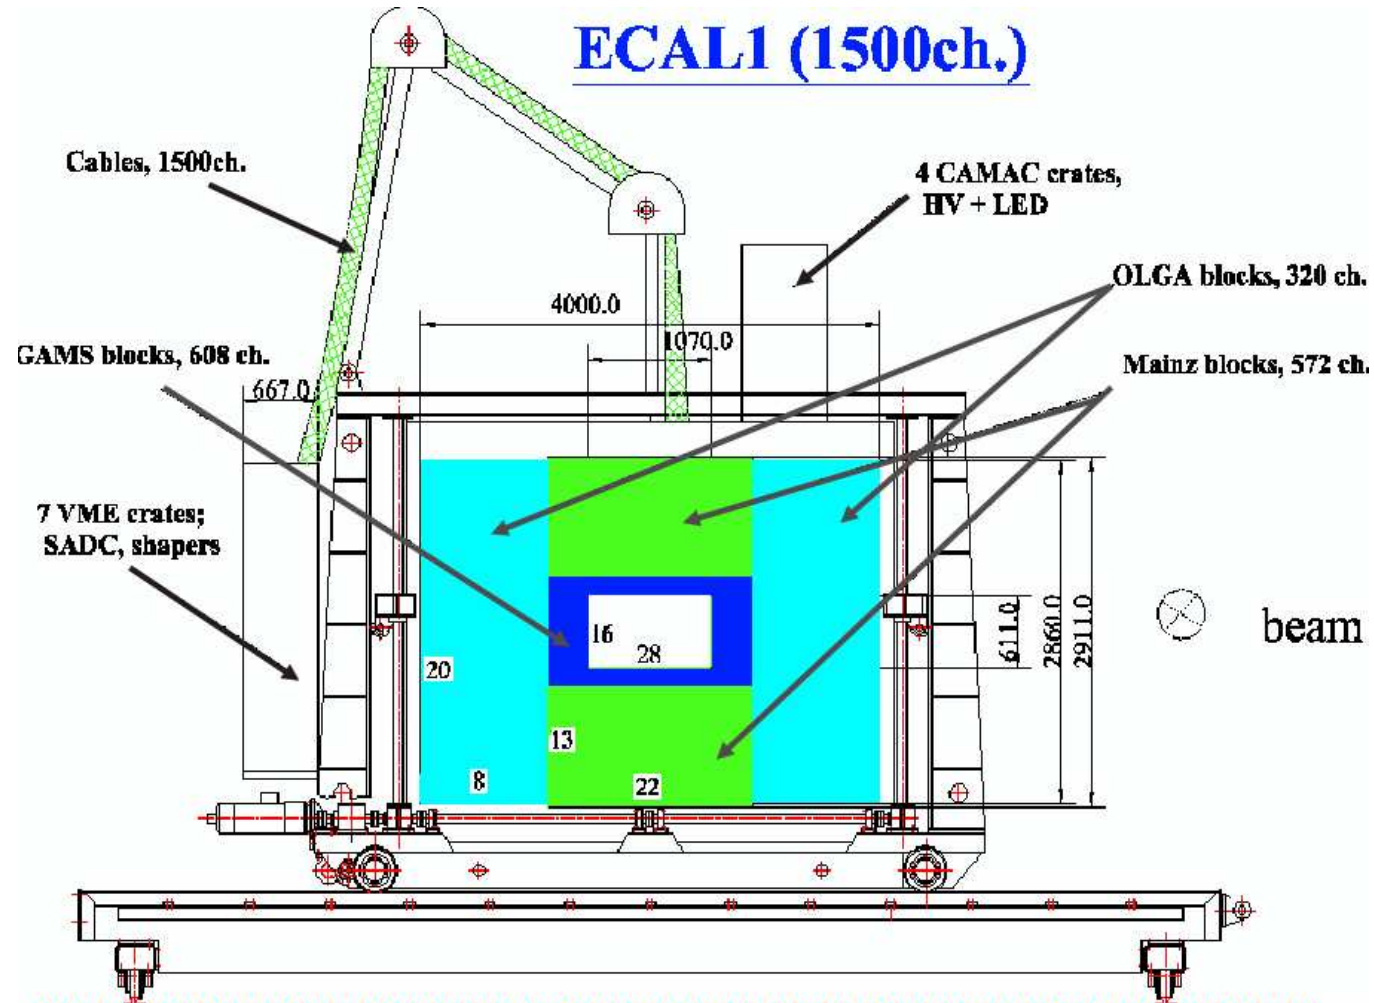 ECAL1 (1500ch.)
Cables, 1500ch.
4 CAMAC crates,
HV + LED
OLGA blocks, 320 ch.
4000.0
1070.0
GAMS blocks, 608 ch.
Mainz blocks, 572 ch.
667.0
7 VME crates;
SADC, shapers
16
28
20
611.0
2860.0
2911.0
beam
13
8
22